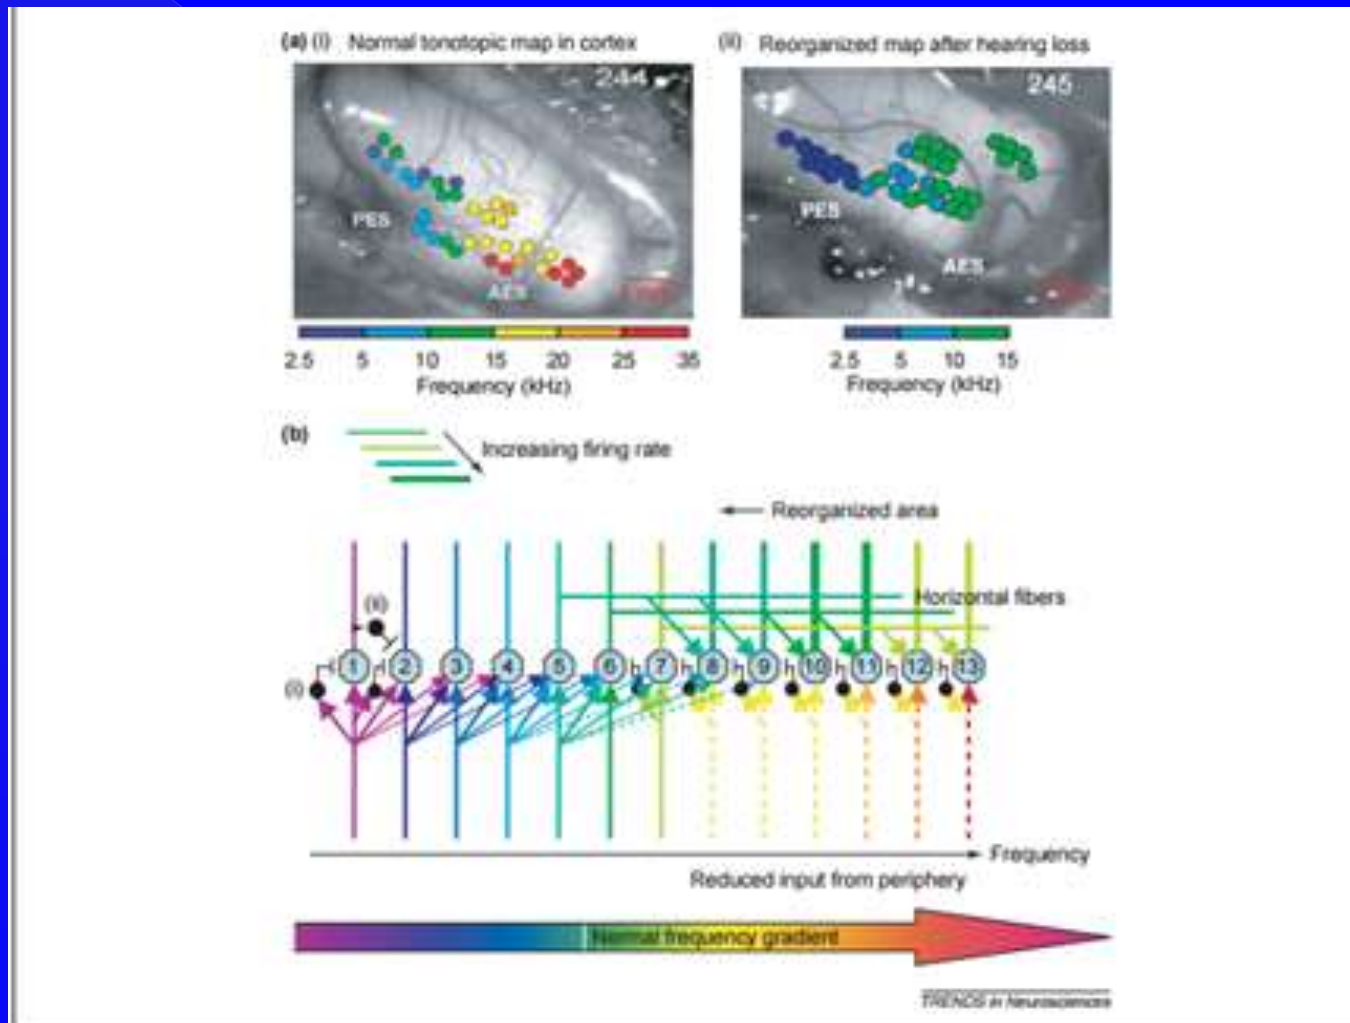 (a) (i) Normal tonotopic map in cortex
(ii) Reorganized map after hearing loss
244
245
PES
AES
PES
AES
2.5 5 10 15 20 25 35
Frequency (kHz)
2.5 5 10 15
Frequency (kHz)
(b)
Increasing firing rate
Reorganized area
Horizontal fibers
(ii)
1 2 3 4 5 6 7 8 9 10 11 12 13
(i)
Frequency
Reduced input from periphery
Normal frequency gradient
TRENDS in Neurosciences